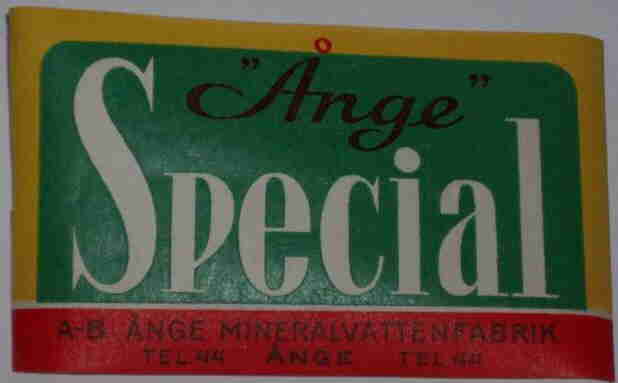 "Ånge"
Special
A-B. ÅNGE MINERALVATTENFABRIK
TEL. 44 ÅNGE TEL. 44